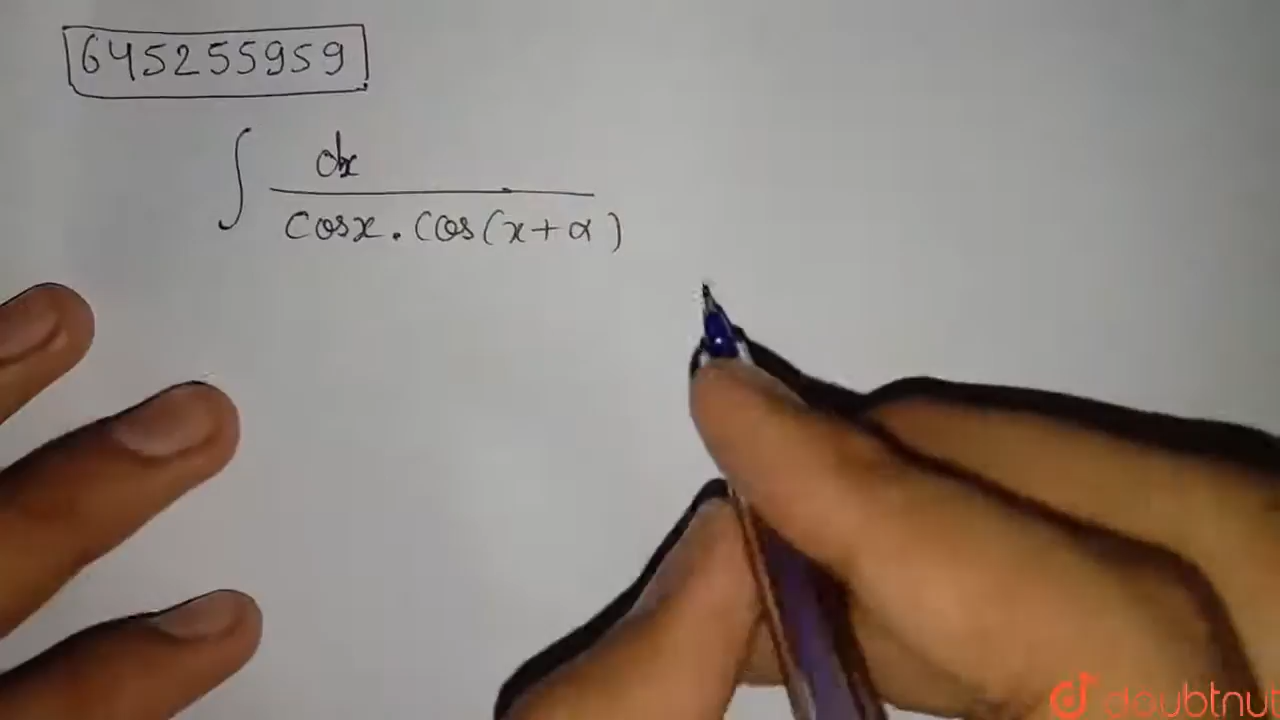 645255959
∫ dx
cosx . cos(x+α)
doubtnut